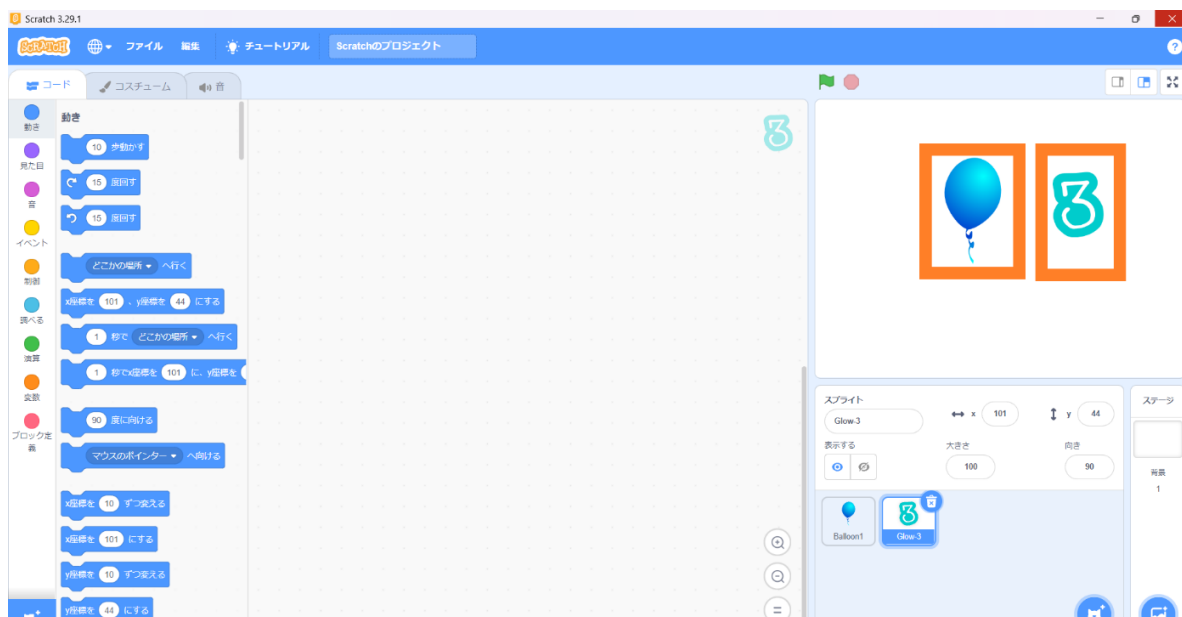 Scratch 3.29.1
SCRATCH ファイル 編集 チュートリアル Scratchのプロジェクト ?
コード コスチューム 音
動き
見た目
音
イベント
制御
調べる
演算
変数
ブロック定
義
動き
10 歩動かす
15 度回す
15 度回す
どこかの場所 へ行く
x座標を 101 、y座標を 44 にする
1 秒で どこかの場所 へ行く
1 秒でx座標を 101 に、y座標を
90 度に向ける
マウスのポインター へ向ける
x座標を 10 ずつ変える
x座標を 101 にする
y座標を 10 ずつ変える
y座標を 44 にする
3
3
スプライト
Glow-3
x 101 y 44
表示する 大きさ 向き
100 90
3
Balloon1 Glow-3
ステージ
背景
1